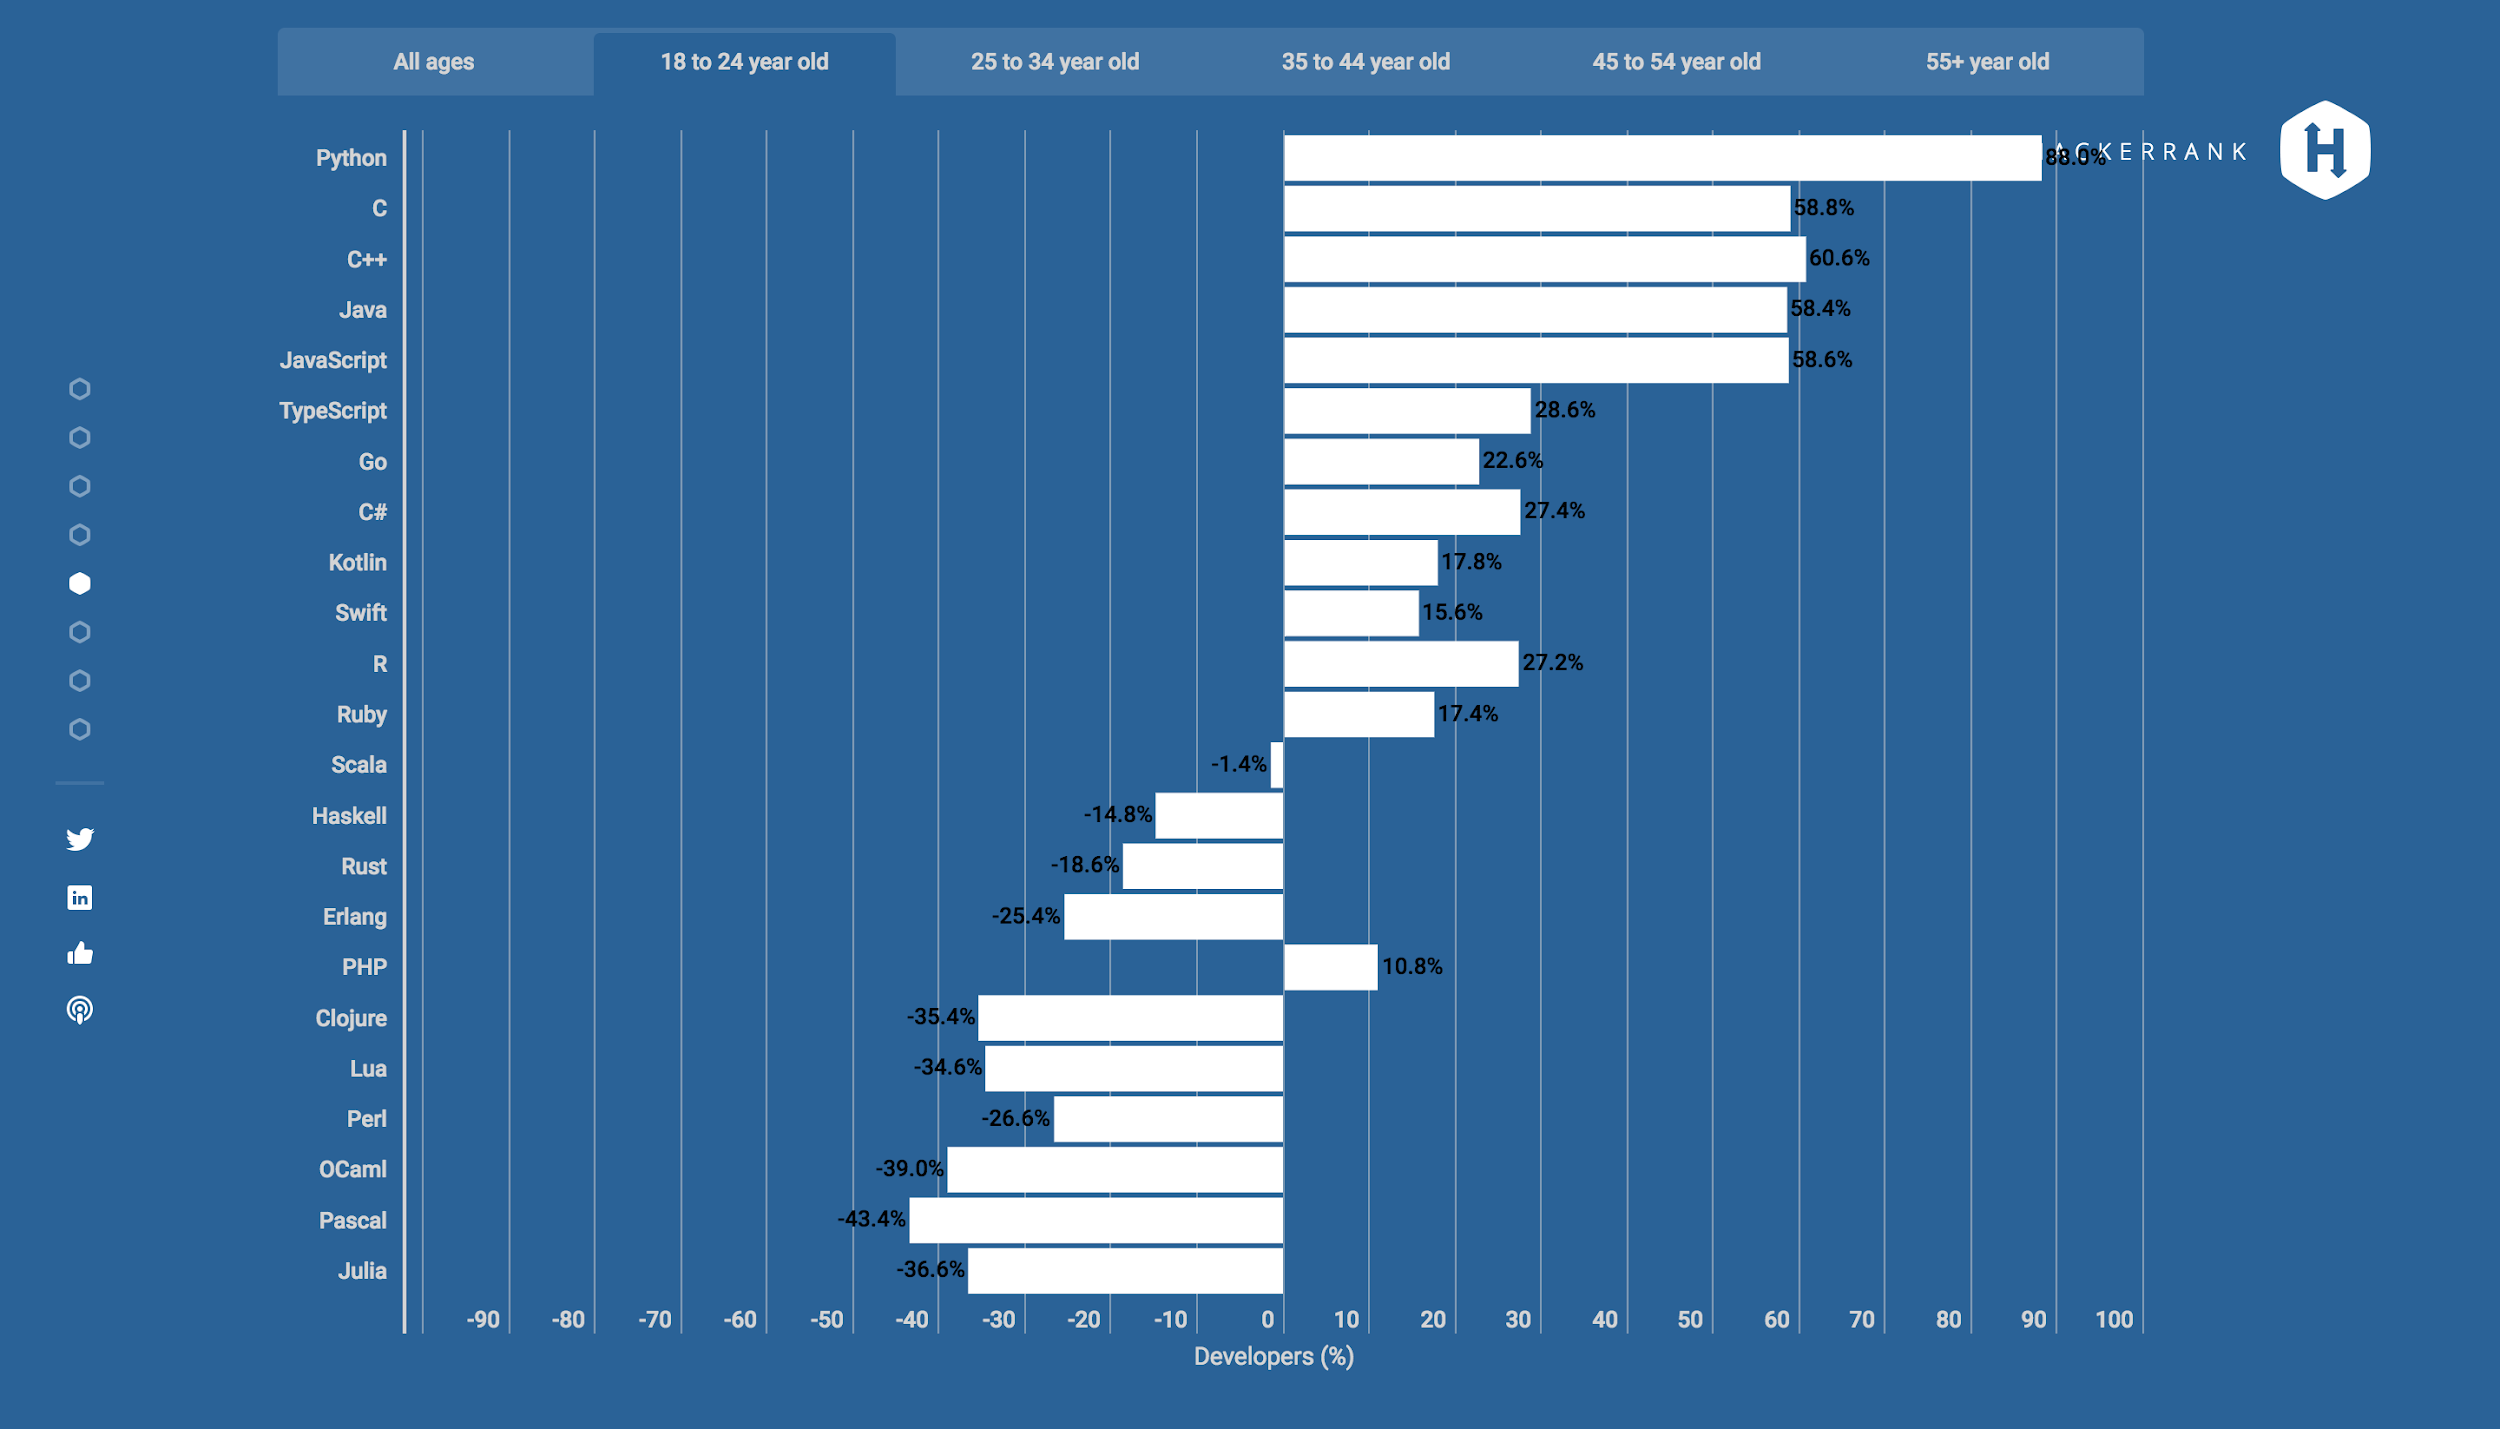 All ages 18 to 24 year old 25 to 34 year old 35 to 44 year old 45 to 54 year old 55+ year old
Python 88.0% ACKERRANK H
C 58.8%
C++ 60.6%
Java 58.4%
JavaScript 58.6%
TypeScript 28.6%
Go 22.6%
C# 27.4%
Kotlin 17.8%
Swift 15.6%
R 27.2%
Ruby 17.4%
Scala -1.4%
Haskell -14.8%
Rust -18.6%
Erlang -25.4%
PHP 10.8%
Clojure -35.4%
Lua -34.6%
Perl -26.6%
OCaml -39.0%
Pascal -43.4%
Julia -36.6%
-90 -80 -70 -60 -50 -40 -30 -20 -10 0 10 20 30 40 50 60 70 80 90 100
Developers (%)
in